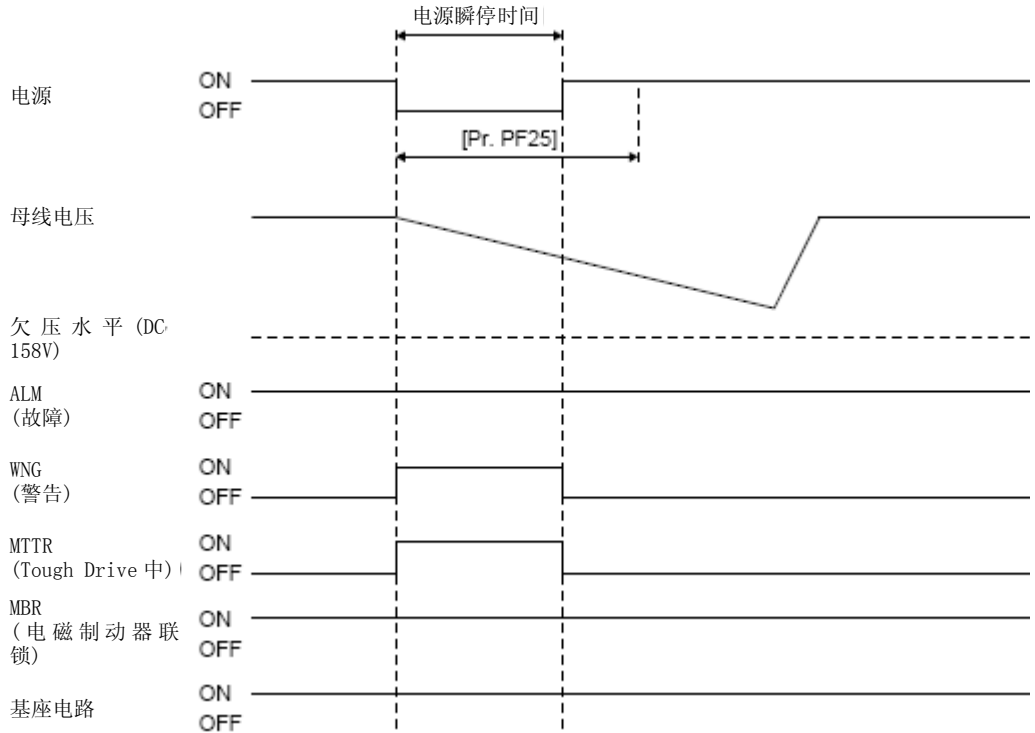 电源瞬停时间
电源
ON
OFF
[Pr. PF25]
母线电压
欠压水平(DC
158V)
ALM
(故障)
ON
OFF
WNG
(警告)
ON
OFF
MTTR
(Tough Drive 中)
ON
OFF
MBR
(电磁制动器联
锁)
ON
OFF
基座电路
ON
OFF